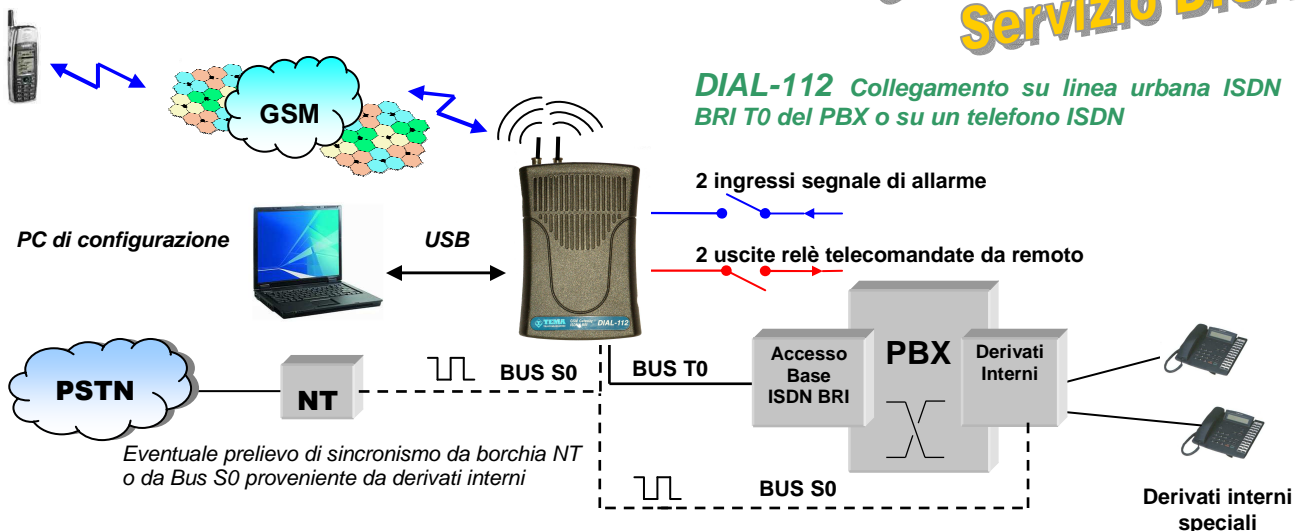 Servizio
DIAL-112 Collegamento su linea urbana ISDN
BRI T0 del PBX o su un telefono ISDN
GSM
2 ingressi segnale di allarme
PC di configurazione
USB
2 uscite relè telecomandate da remoto
TEMA
DIAL-112
PSTN
NT
BUS S0
BUS T0
Accesso
Base
ISDN BRI
PBX
Derivati
Interni
Eventuale prelievo di sincronismo da borchia NT
o da Bus S0 proveniente da derivati interni
BUS S0
Derivati interni
speciali